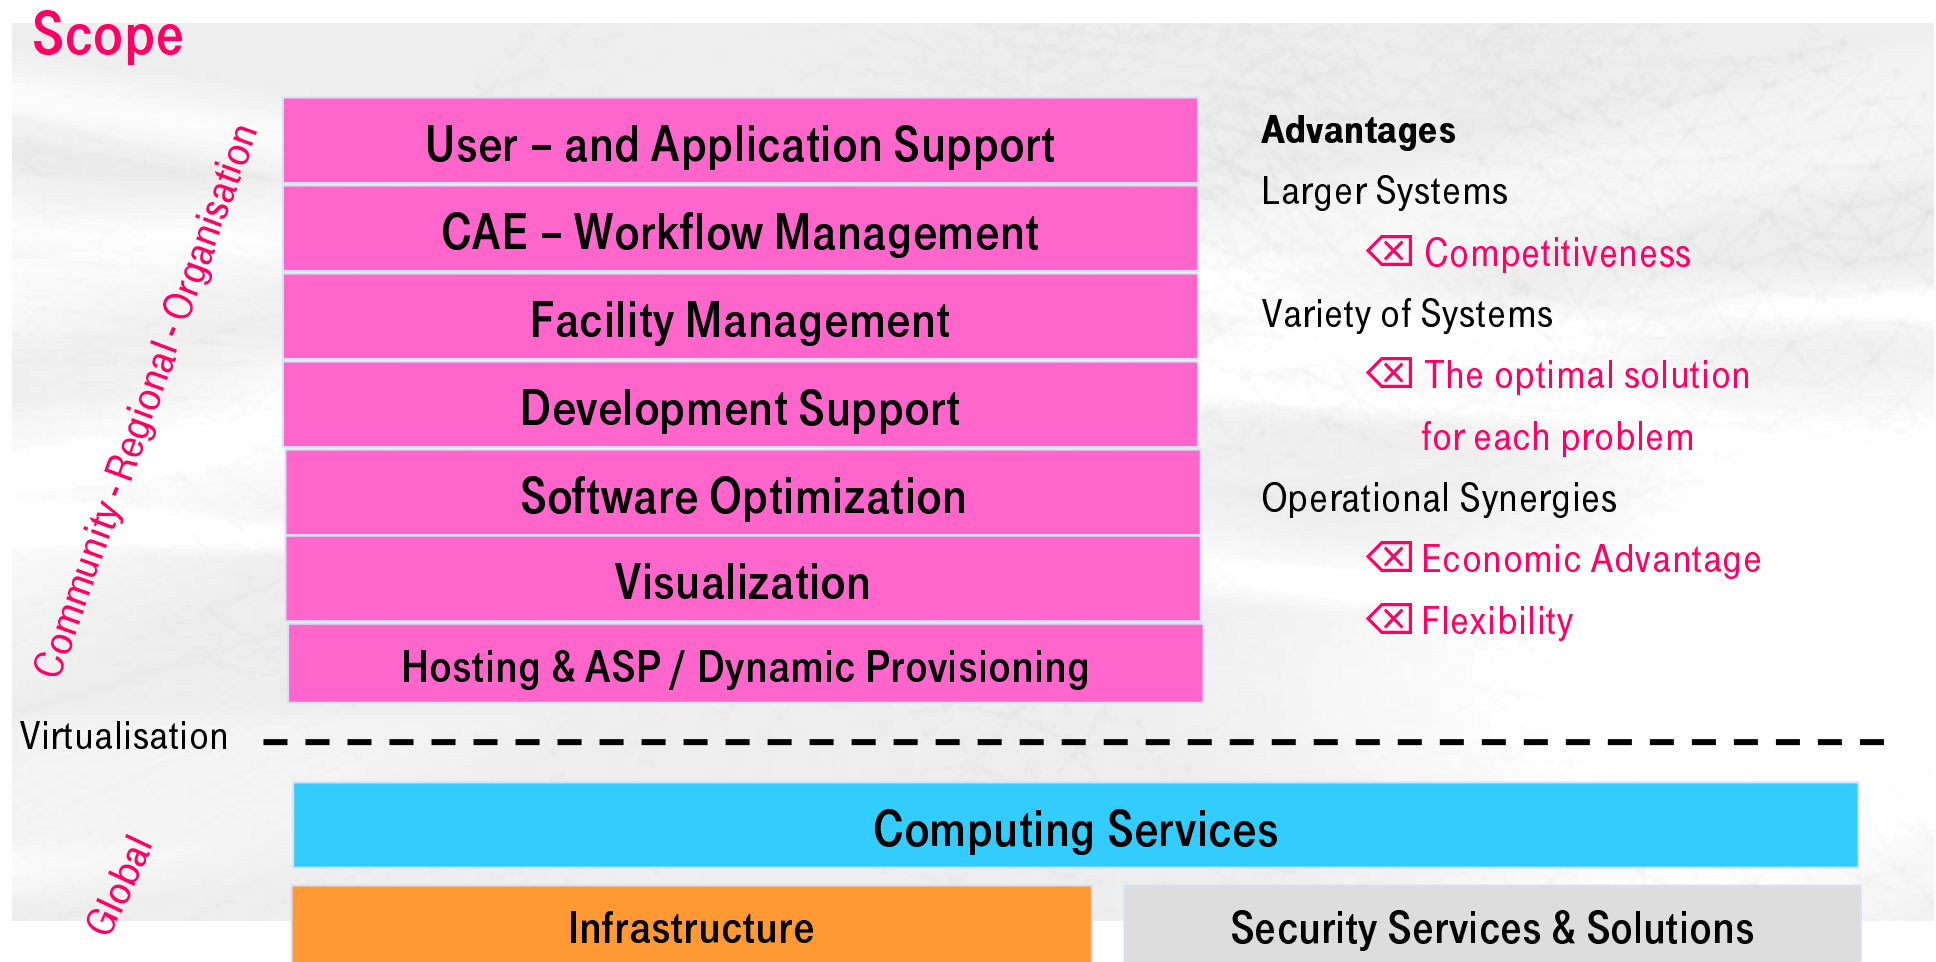 Scope
Community - Regional - Organisation
User – and Application Support
CAE – Workflow Management
Facility Management
Development Support
Software Optimization
Visualization
Hosting & ASP / Dynamic Provisioning
Advantages
Larger Systems
⌫ Competitiveness
Variety of Systems
⌫ The optimal solution
for each problem
Operational Synergies
⌫ Economic Advantage
⌫ Flexibility
Virtualisation
Global
Computing Services
Infrastructure
Security Services & Solutions